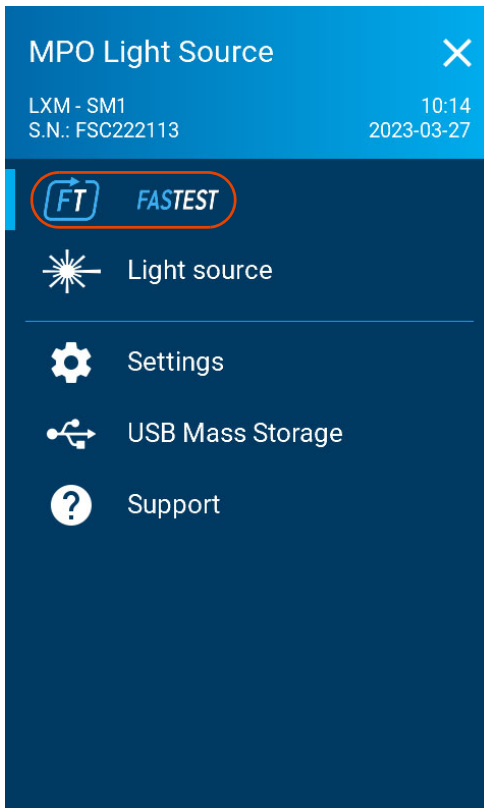 MPO Light Source
LXM - SM1 10:14
S.N.: FSC222113 2023-03-27
FT FASTEST
Light source
Settings
USB Mass Storage
? Support